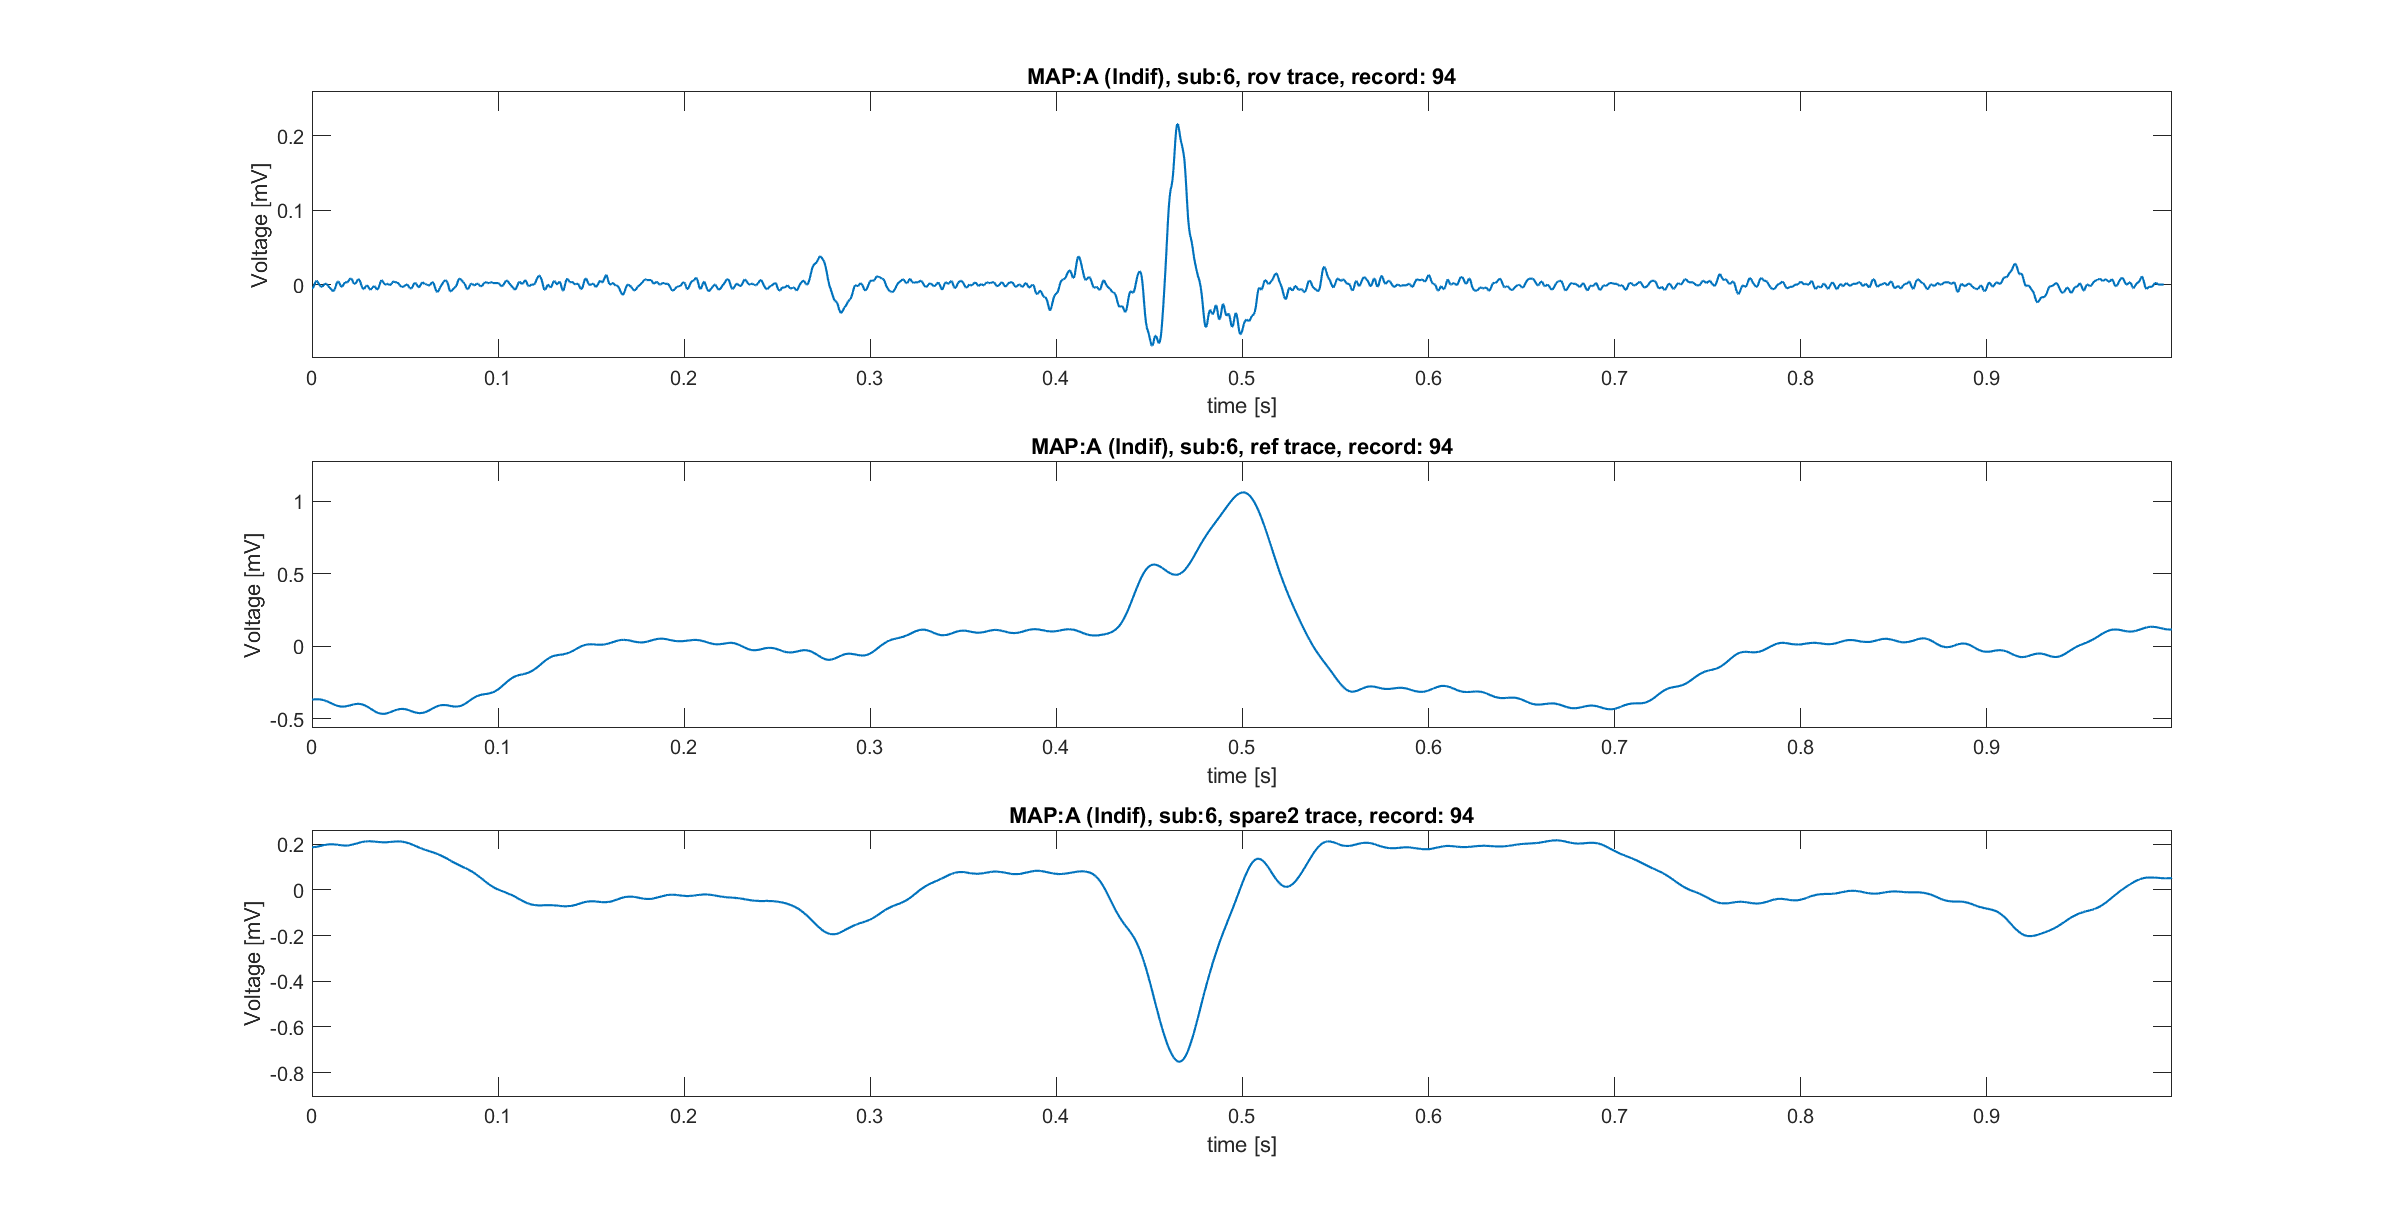 MAP:A (Indif), sub:6, rov trace, record: 94
Voltage [mV]
0.2
0.1
0
0 0.1 0.2 0.3 0.4 0.5 0.6 0.7 0.8 0.9
time [s]
MAP:A (Indif), sub:6, ref trace, record: 94
Voltage [mV]
1
0.5
0
-0.5
0 0.1 0.2 0.3 0.4 0.5 0.6 0.7 0.8 0.9
time [s]
MAP:A (Indif), sub:6, spare2 trace, record: 94
Voltage [mV]
0.2
0
-0.2
-0.4
-0.6
-0.8
0 0.1 0.2 0.3 0.4 0.5 0.6 0.7 0.8 0.9
time [s]